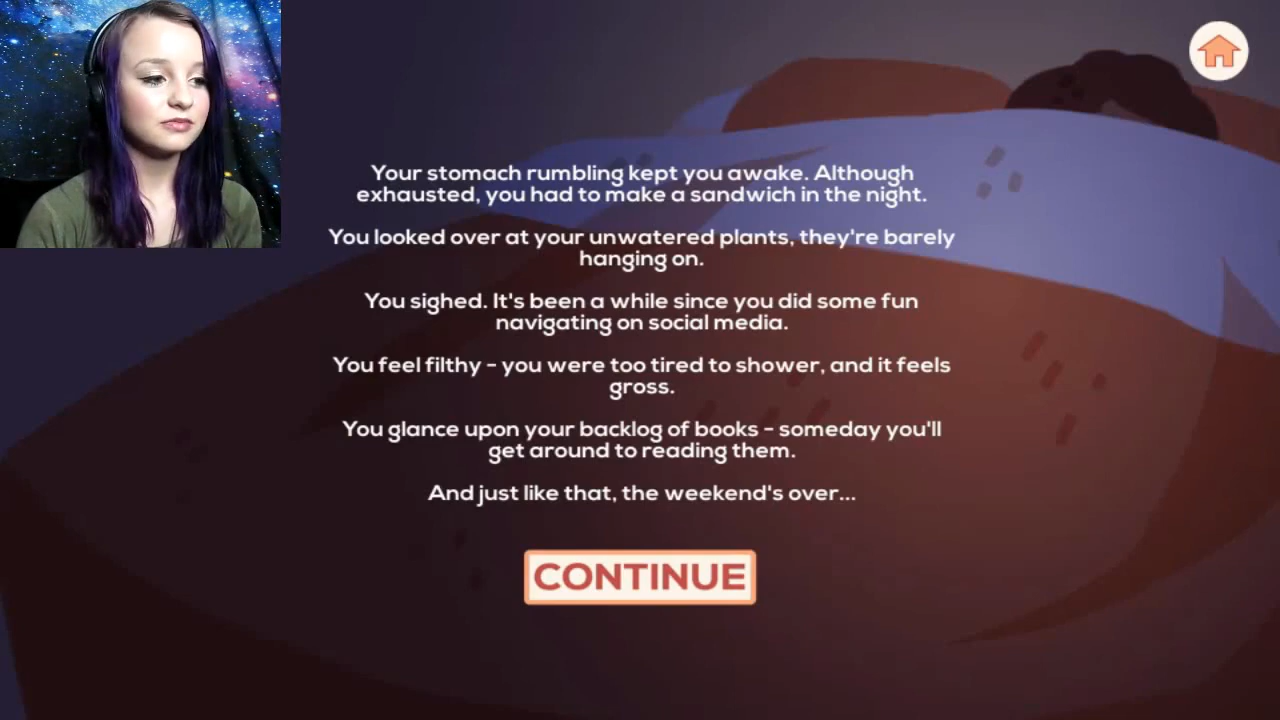 Your stomach rumbling kept you awake. Although
exhausted, you had to make a sandwich in the night.
You looked over at your unwatered plants, they're barely
hanging on.
You sighed. It's been a while since you did some fun
navigating on social media.
You feel filthy - you were too tired to shower, and it feels
gross.
You glance upon your backlog of books - someday you'll
get around to reading them.
And just like that, the weekend's over...
CONTINUE